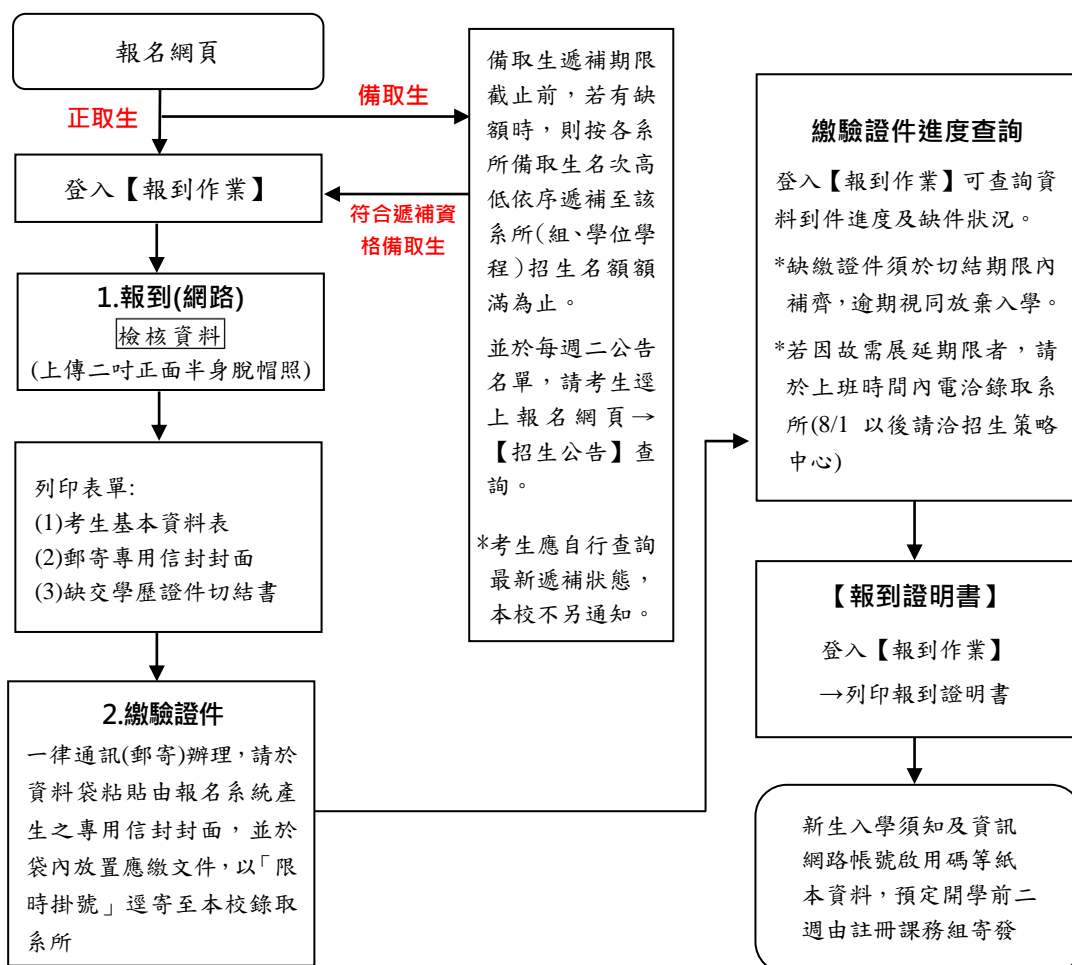 報名網頁
正取生
備取生
登入【報到作業】
符合遞補資
格備取生
1.報到(網路)
檢核資料
(上傳二吋正面半身脫帽照)
列印表單:
(1)考生基本資料表
(2)郵寄專用信封封面
(3)缺交學歷證件切結書
2.繳驗證件
一律通訊(郵寄)辦理，請於
資料袋粘貼由報名系統產
生之專用信封封面，並於
袋內放置應繳文件，以「限
時掛號」逕寄至本校錄取
系所
備取生遞補期限
截止前，若有缺
額時，則按各系
所備取生名次高
低依序遞補至該
系所(組、學位學
程)招生名額額
滿為止。
並於每週二公告
名單，請考生逕
上報名網頁→
【招生公告】查
詢。
*考生應自行查詢
最新遞補狀態，
本校不另通知。
繳驗證件進度查詢
登入【報到作業】可查詢資
料到件進度及缺件狀況。
*缺繳證件須於切結期限內
補齊，逾期視同放棄入學。
*若因故需展延期限者，請
於上班時間內電洽錄取系
所(8/1 以後請洽招生策略
中心)
【報到證明書】
登入【報到作業】
→列印報到證明書
新生入學須知及資訊
網路帳號啟用碼等紙
本資料，預定開學前二
週由註冊課務組寄發